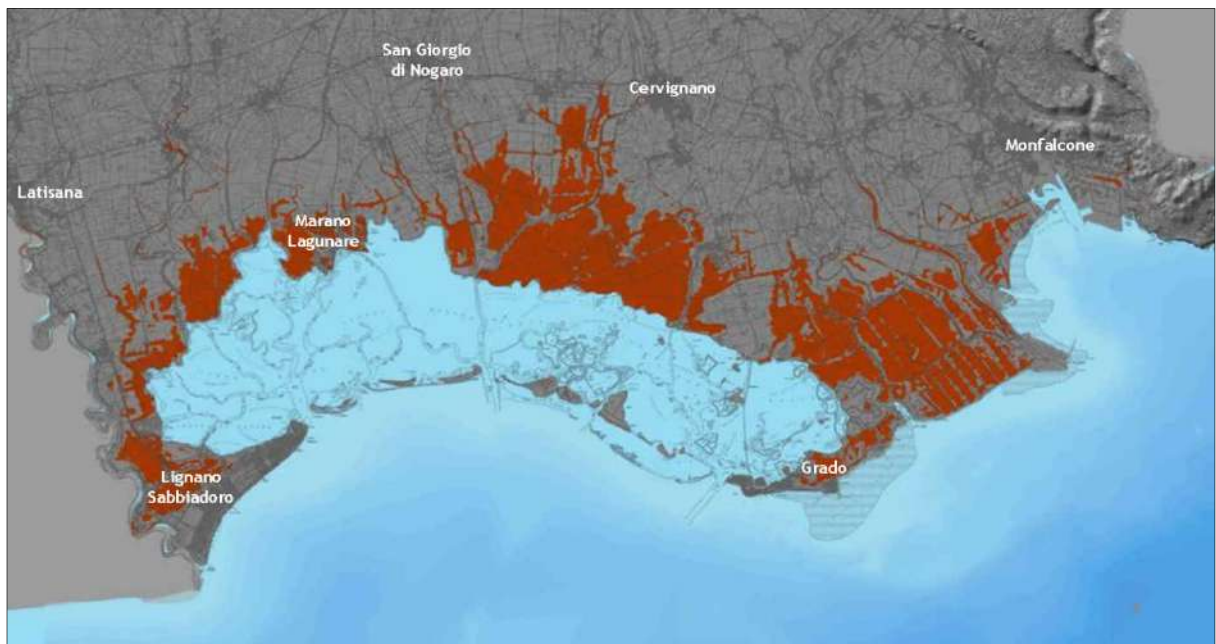 San Giorgio
di Nogaro
Cervignano
Monfalcone
Latisana
Marano
Lagunare
Grado
Lignano
Sabbiadoro